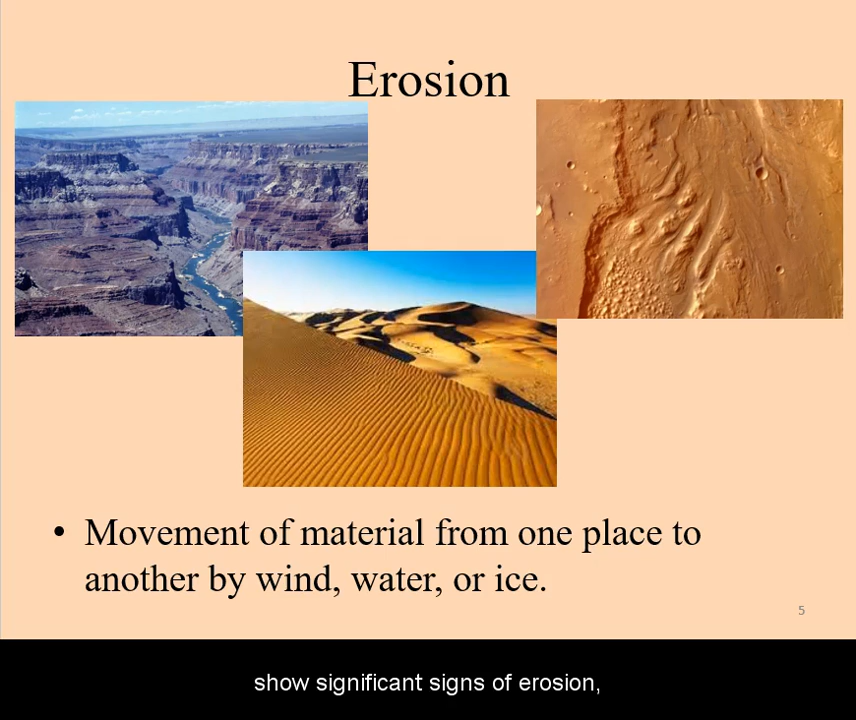 Erosion
• Movement of material from one place to
another by wind, water, or ice.
5
show significant signs of erosion,